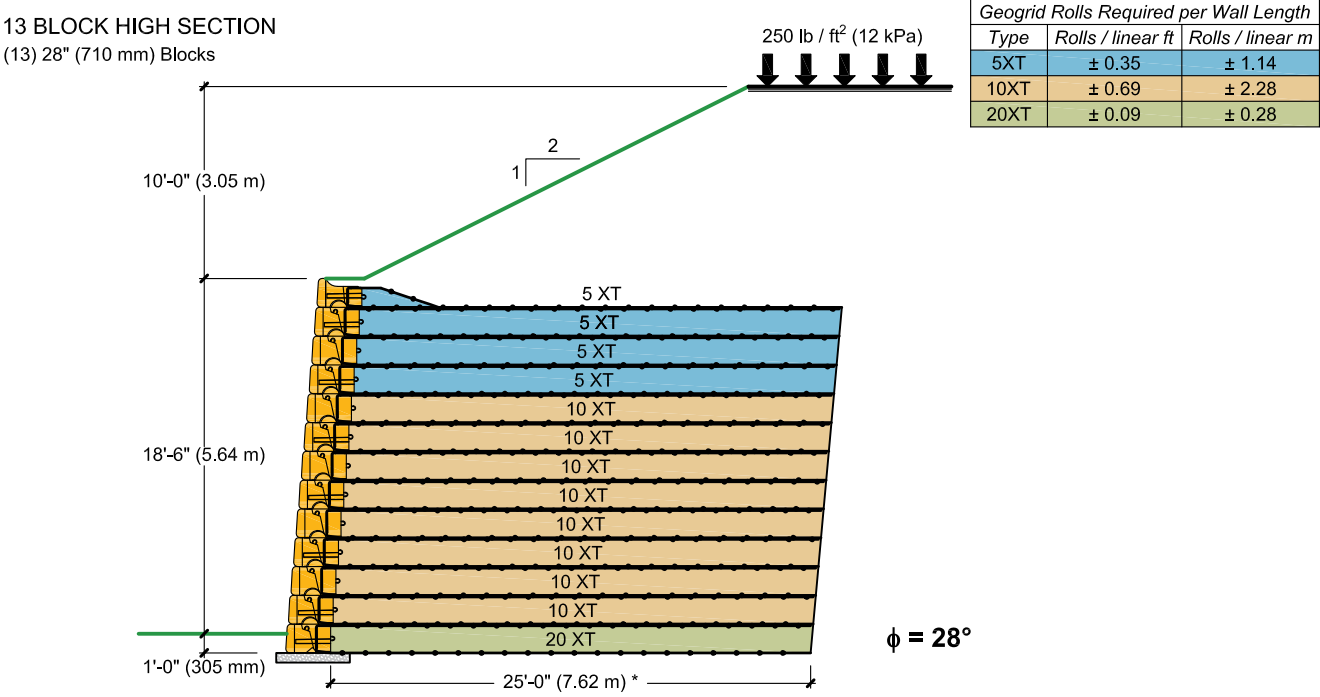 13 BLOCK HIGH SECTION
(13) 28" (710 mm) Blocks
250 lb / ft² (12 kPa)
Geogrid Rolls Required per Wall Length
Type Rolls / linear ft Rolls / linear m
5XT ± 0.35 ± 1.14
10XT ± 0.69 ± 2.28
20XT ± 0.09 ± 0.28
2
1
10'-0" (3.05 m)
5 XT
5 XT
5 XT
5 XT
10 XT
10 XT
18'-6" (5.64 m)
10 XT
10 XT
10 XT
10 XT
10 XT
10 XT
20 XT
ϕ = 28°
1'-0" (305 mm)
25'-0" (7.62 m) *